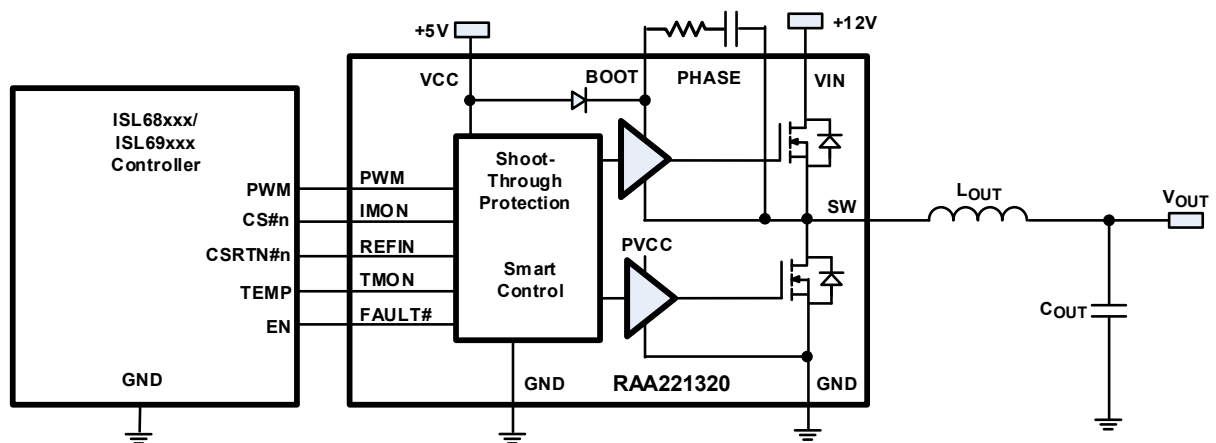 +5V
+12V
VCC
BOOT
PHASE
VIN
ISL68xxx/
ISL69xxx
Controller
PWM
CS#n
CSRTN#n
TEMP
EN
GND
PWM
IMON
REFIN
TMON
FAULT#
Shoot-
Through
Protection
Smart
Control
PVCC
SW
GND
RAA221320
GND
LOUT
VOUT
COUT